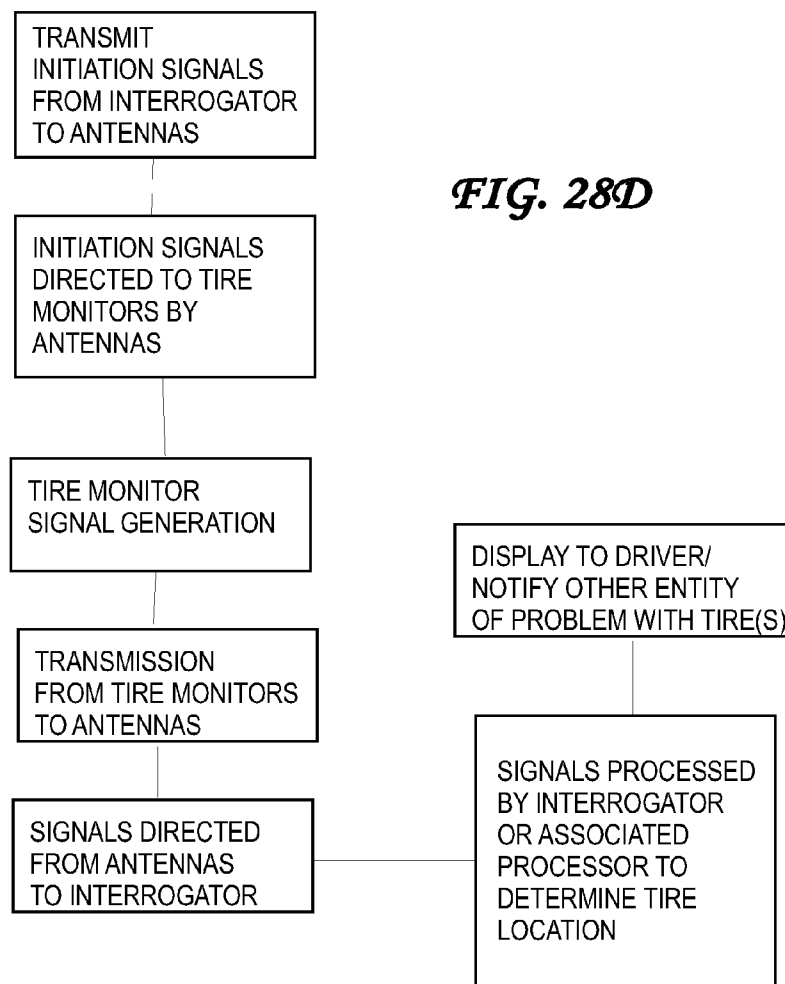 TRANSMIT
INITIATION SIGNALS
FROM INTERROGATOR
TO ANTENNAS
FIG. 28D
INITIATION SIGNALS
DIRECTED TO TIRE
MONITORS BY
ANTENNAS
TIRE MONITOR
SIGNAL GENERATION
TRANSMISSION
FROM TIRE MONITORS
TO ANTENNAS
SIGNALS DIRECTED
FROM ANTENNAS
TO INTERROGATOR
SIGNALS PROCESSED
BY INTERROGATOR
OR ASSOCIATED
PROCESSOR TO
DETERMINE TIRE
LOCATION
DISPLAY TO DRIVER/
NOTIFY OTHER ENTITY
OF PROBLEM WITH TIRE(S)